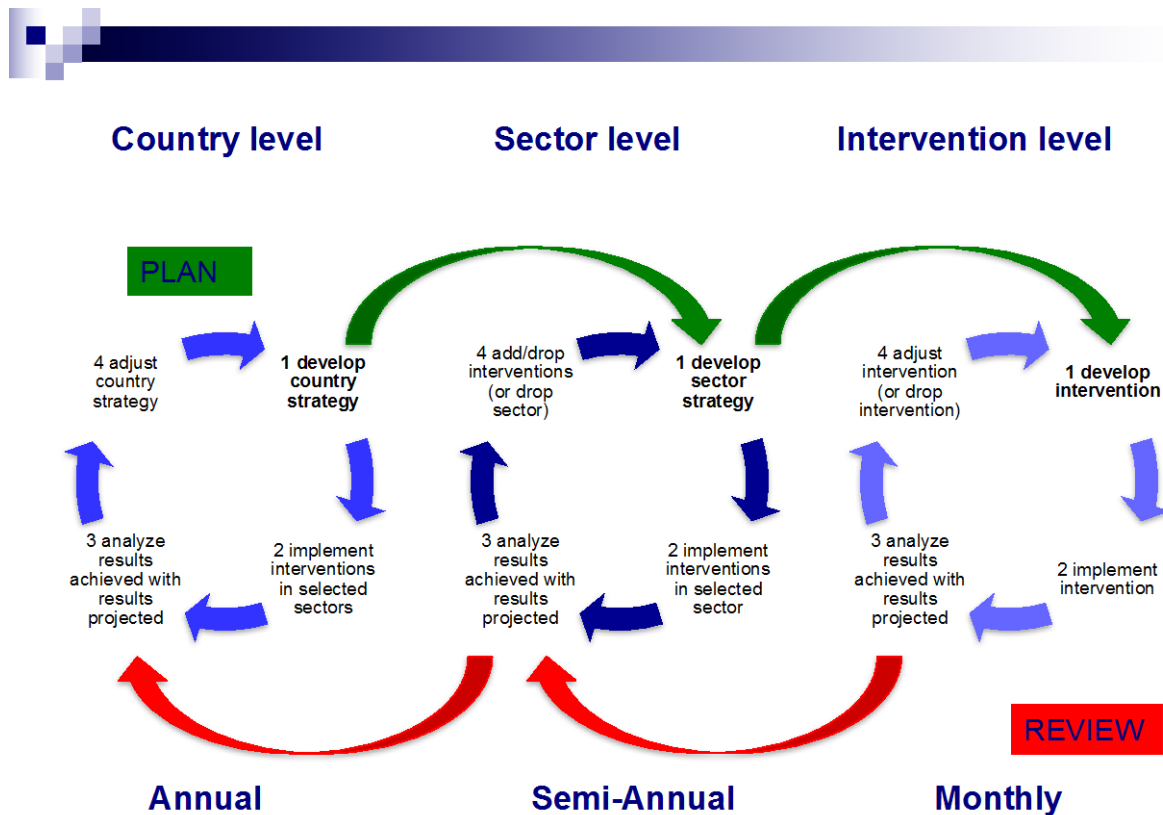 Country level
Sector level
Intervention level
PLAN
4 adjust
country
strategy
1 develop
country
strategy
4 add/drop
interventions
(or drop
sector)
1 develop
sector
strategy
4 adjust
intervention
(or drop
intervention)
1 develop
intervention
3 analyze
results
achieved with
results
projected
2 implement
interventions
in selected
sectors
3 analyze
results
achieved with
results
projected
2 implement
interventions
in selected
sector
3 analyze
results
achieved with
results
projected
2 implement
intervention
REVIEW
Annual
Semi-Annual
Monthly